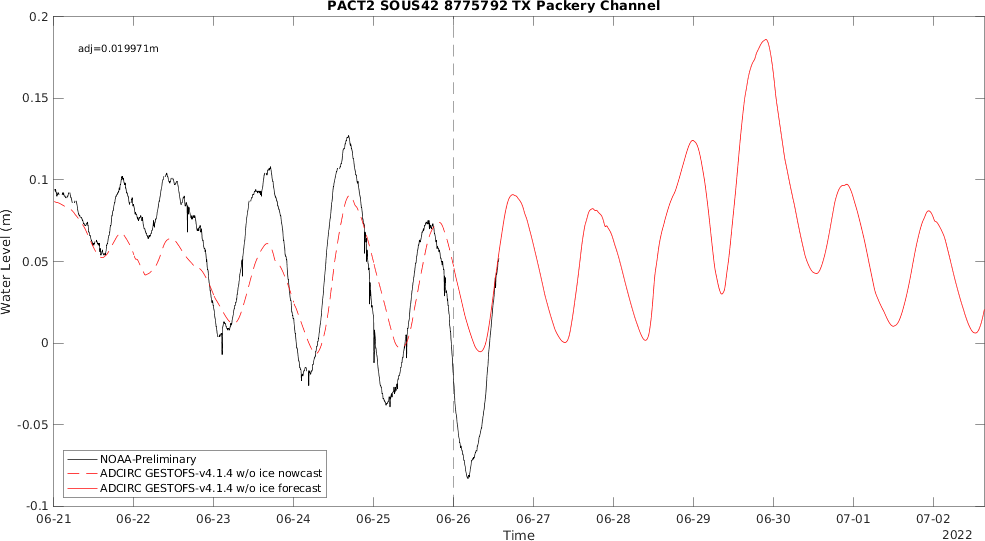 PACT2 SOUS42 8775792 TX Packery Channel
adj=0.019971m
Water Level (m)
0.2
0.15
0.1
0.05
0
-0.05
-0.1
NOAA-Preliminary
ADCIRC GESTOFS-v4.1.4 w/o ice nowcast
ADCIRC GESTOFS-v4.1.4 w/o ice forecast
06-21 06-22 06-23 06-24 06-25 06-26 06-27 06-28 06-29 06-30 07-01 07-02
Time
2022